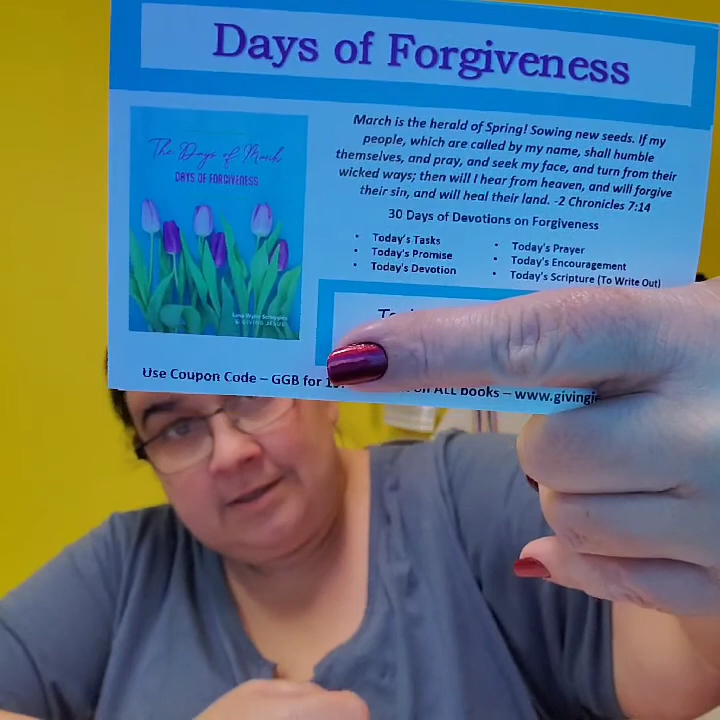 Days of Forgiveness
The Days of March
DAYS OF FORGIVENESS
March is the herald of Spring! Sowing new seeds. If my
people, which are called by my name, shall humble
themselves, and pray, and seek my face, and turn from their
wicked ways; then will I hear from heaven, and will forgive
their sin, and will heal their land. -2 Chronicles 7:14
30 Days of Devotions on Forgiveness
• Today's Tasks
• Today's Promise
• Today's Devotion
• Today's Prayer
• Today's Encouragement
• Today's Scripture (To Write Out)
& GIVING JESUS
Use Coupon Code – GGB for
on ALL books – www.givingje